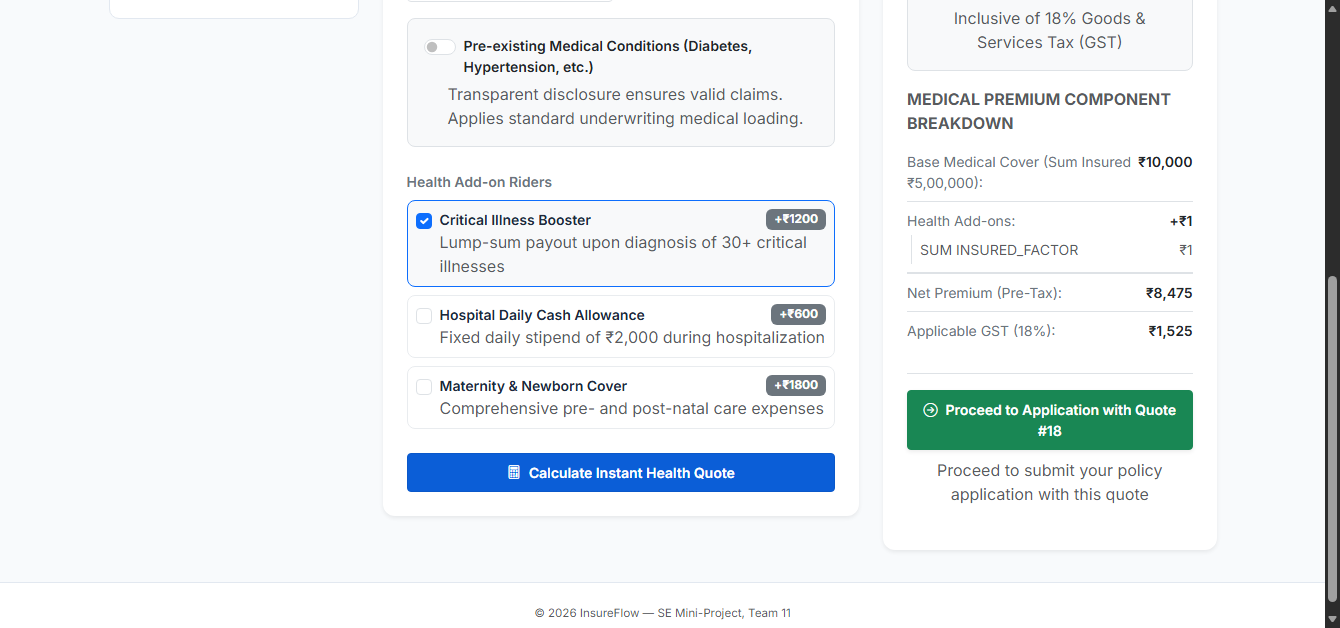 Pre-existing Medical Conditions (Diabetes,
Hypertension, etc.)
Transparent disclosure ensures valid claims.
Applies standard underwriting medical loading.
Health Add-on Riders
Critical Illness Booster
+₹1200
Lump-sum payout upon diagnosis of 30+ critical
illnesses
Hospital Daily Cash Allowance
+₹600
Fixed daily stipend of ₹2,000 during hospitalization
Maternity & Newborn Cover
+₹1800
Comprehensive pre- and post-natal care expenses
Calculate Instant Health Quote
Inclusive of 18% Goods &
Services Tax (GST)
MEDICAL PREMIUM COMPONENT
BREAKDOWN
Base Medical Cover (Sum Insured ₹10,000
₹5,00,000):
Health Add-ons: +₹1
SUM INSURED_FACTOR ₹1
Net Premium (Pre-Tax): ₹8,475
Applicable GST (18%): ₹1,525
Proceed to Application with Quote
#18
Proceed to submit your policy
application with this quote
© 2026 InsureFlow — SE Mini-Project, Team 11